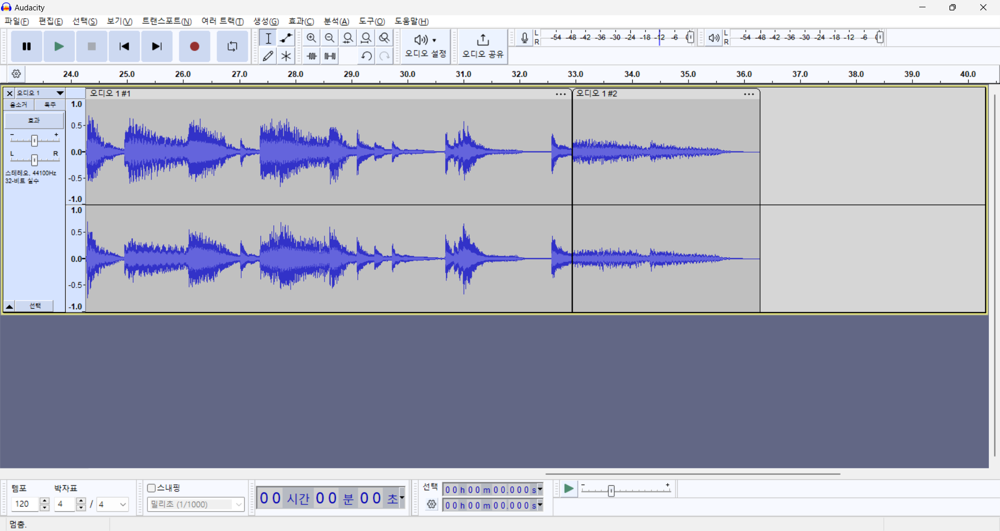 Audacity
파일(F) 편집(E) 선택(S) 보기(V) 트랜스포트(N) 여러 트랙(T) 생성(G) 효과(C) 분석(A) 도구(O) 도움말(H)
오디오 설정
오디오 공유
L
R
-54 -48 -42 -36 -30 -24 -18 -12 -6 0
L
R
-54 -48 -42 -36 -30 -24 -18 -12 -6 0
24.0 25.0 26.0 27.0 28.0 29.0 30.0 31.0 32.0 33.0 34.0 35.0 36.0 37.0 38.0 39.0 40.0
오디오 1
오디오 1 #1
오디오 1 #2
음소거 독주
효과
- +
L R
스테레오, 44100Hz
32-비트 실수
선택
1.0
0.5
0.0
-0.5
-1.0
1.0
0.5
0.0
-0.5
-1.0
템포
120
박자표
4 / 4
스내핑
밀리초 (1/1000)
00 시간 00 분 00 초
선택
00 h 00 m 00.000 s
00 h 00 m 00.000 s
- +
멈춤.